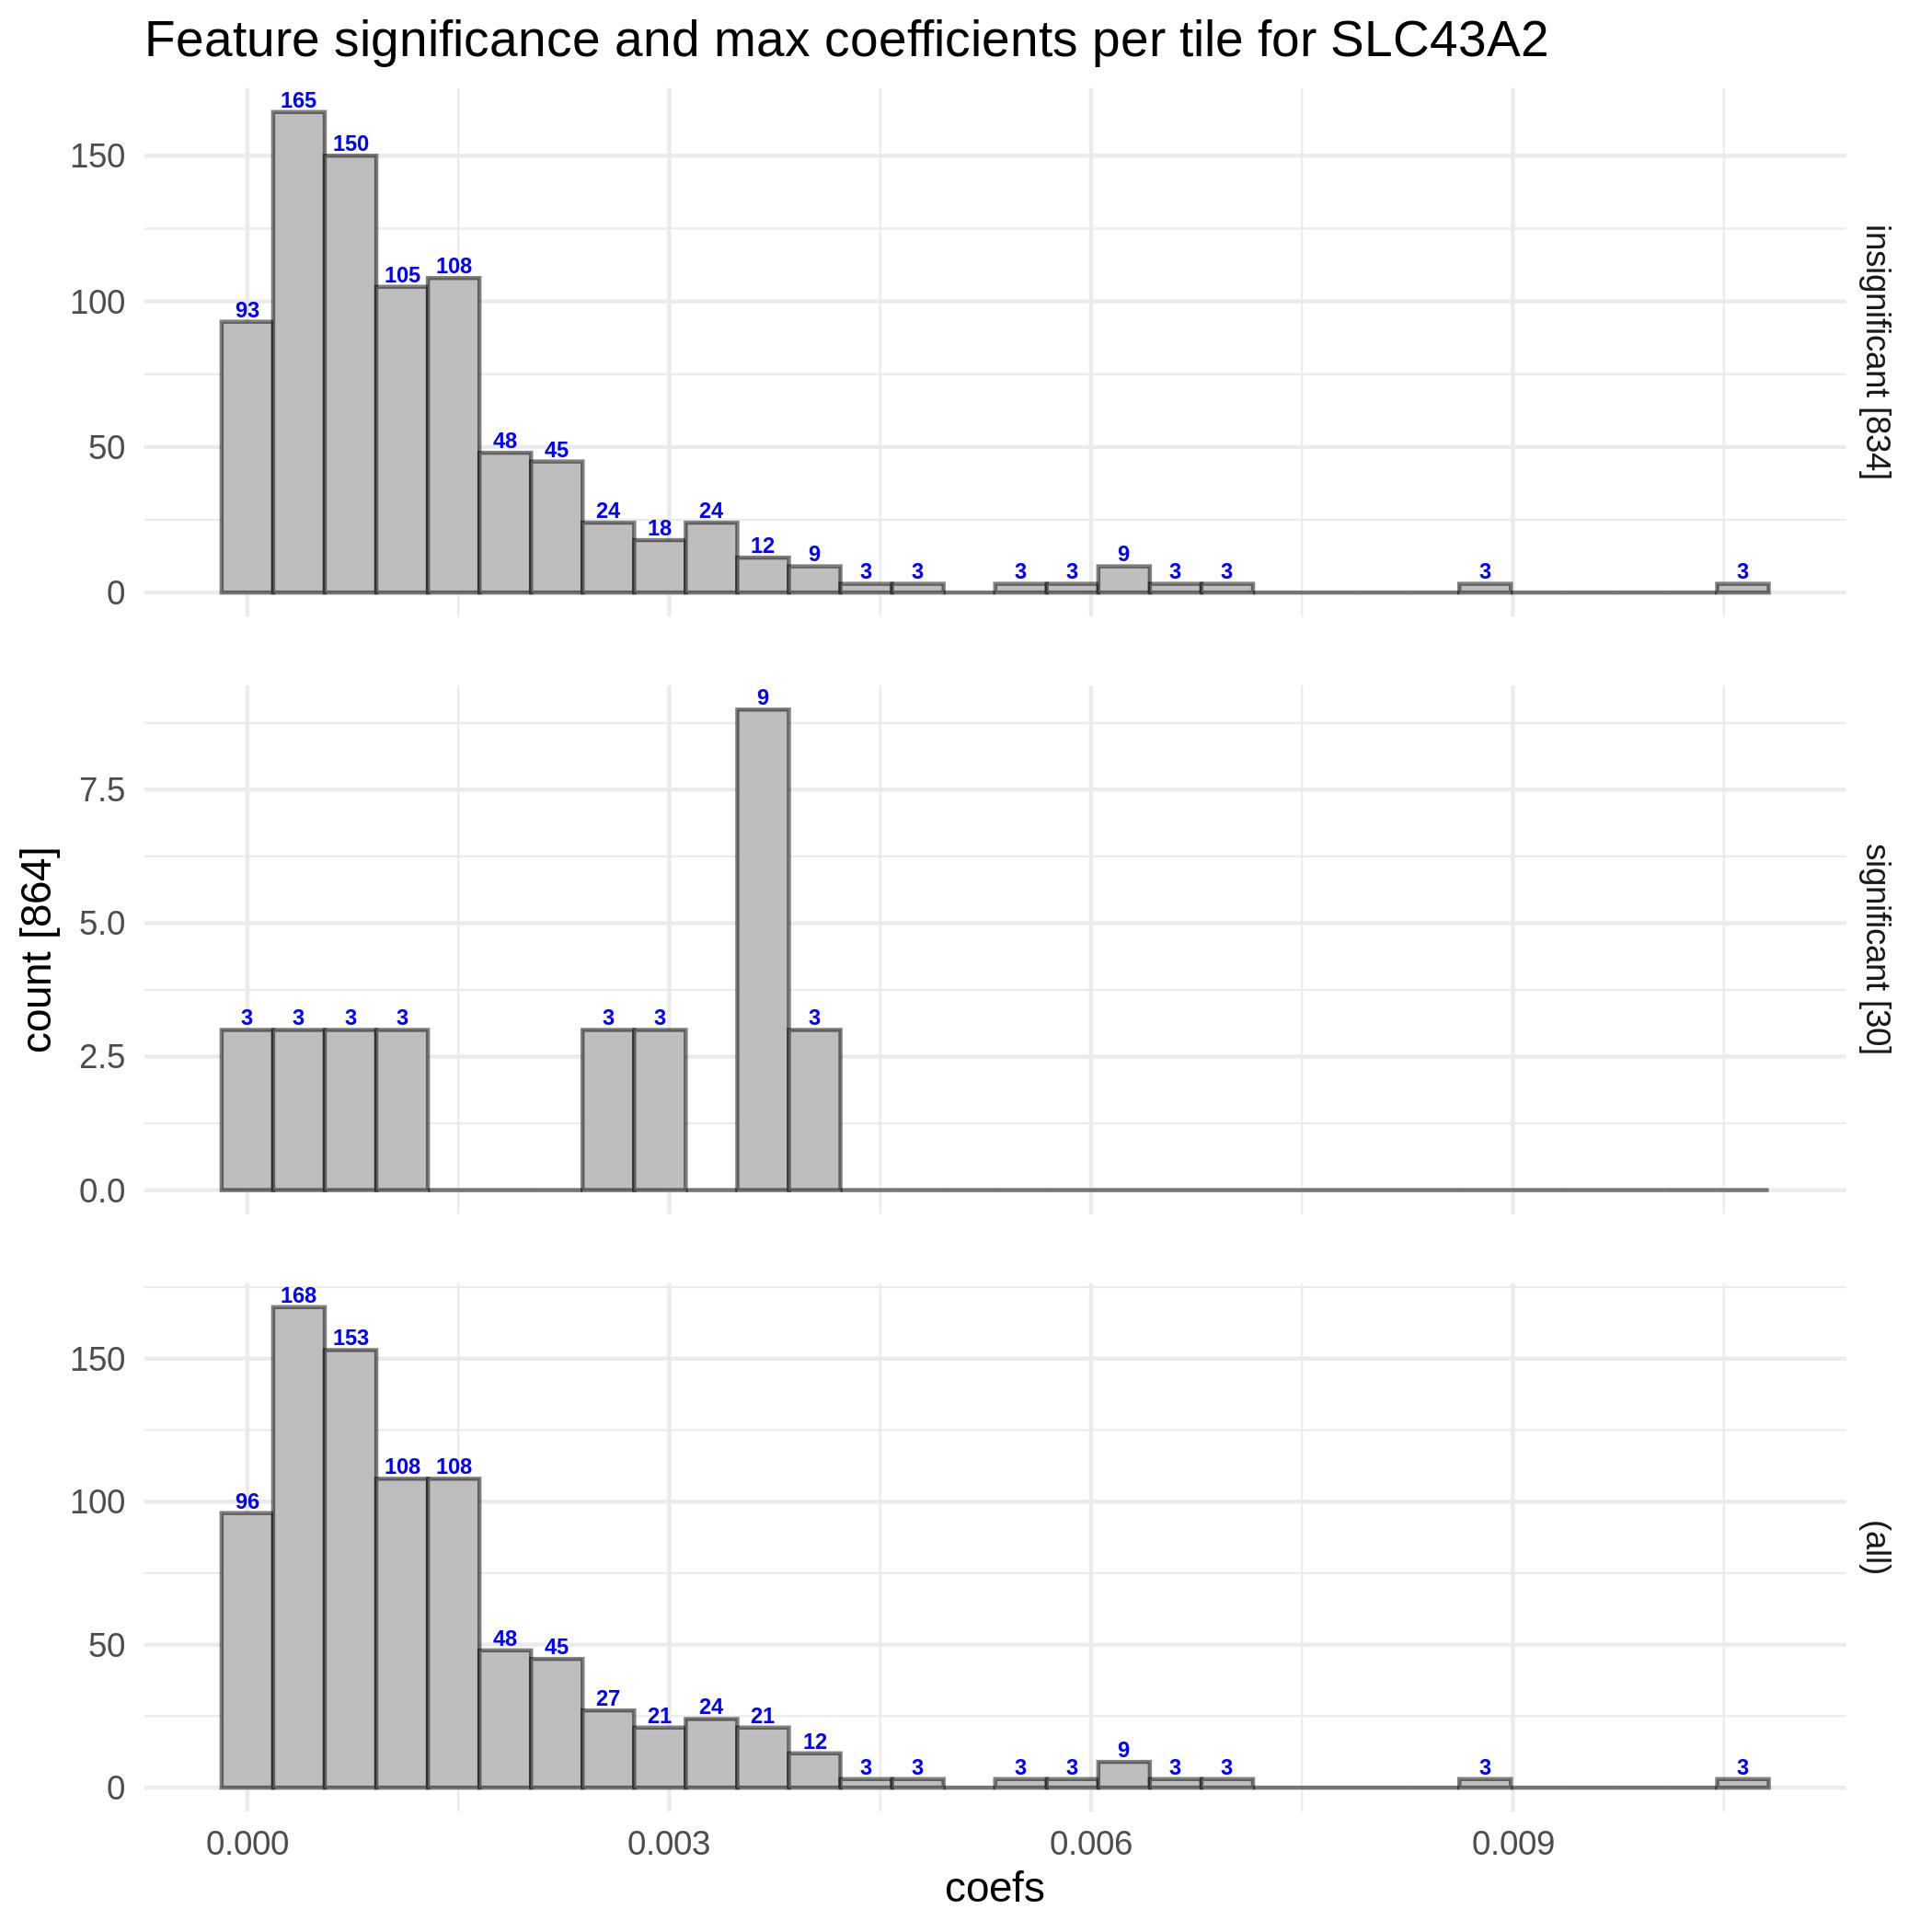 Feature significance and max coefficients per tile for SLC43A2
165
150
150
105 108
100
93
50
48 45
24 18 24 12 9 3 3 3 3 9 3 3 3 3
0
insignificant [834]
9
7.5
5.0
3 3 3 3 3 3 3
2.5
0.0
count [864]
significant [30]
168
153
150
108 108
100
96
50
48 45
27 21 24 21 12 3 3 3 3 9 3 3 3 3
0
(all)
0.000 0.003 0.006 0.009
coefs